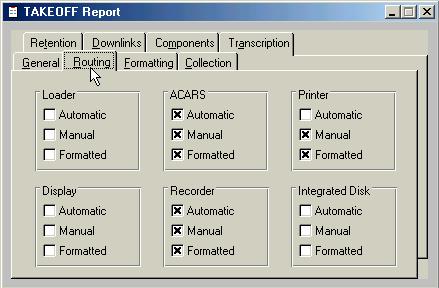 TAKEOFF Report
Retention Downlinks Components Transcription
General Routing Formatting Collection
Loader ACARS Printer
Automatic Automatic Automatic
Manual Manual Manual
Formatted Formatted Formatted
Display Recorder Integrated Disk
Automatic Automatic Automatic
Manual Manual Manual
Formatted Formatted Formatted